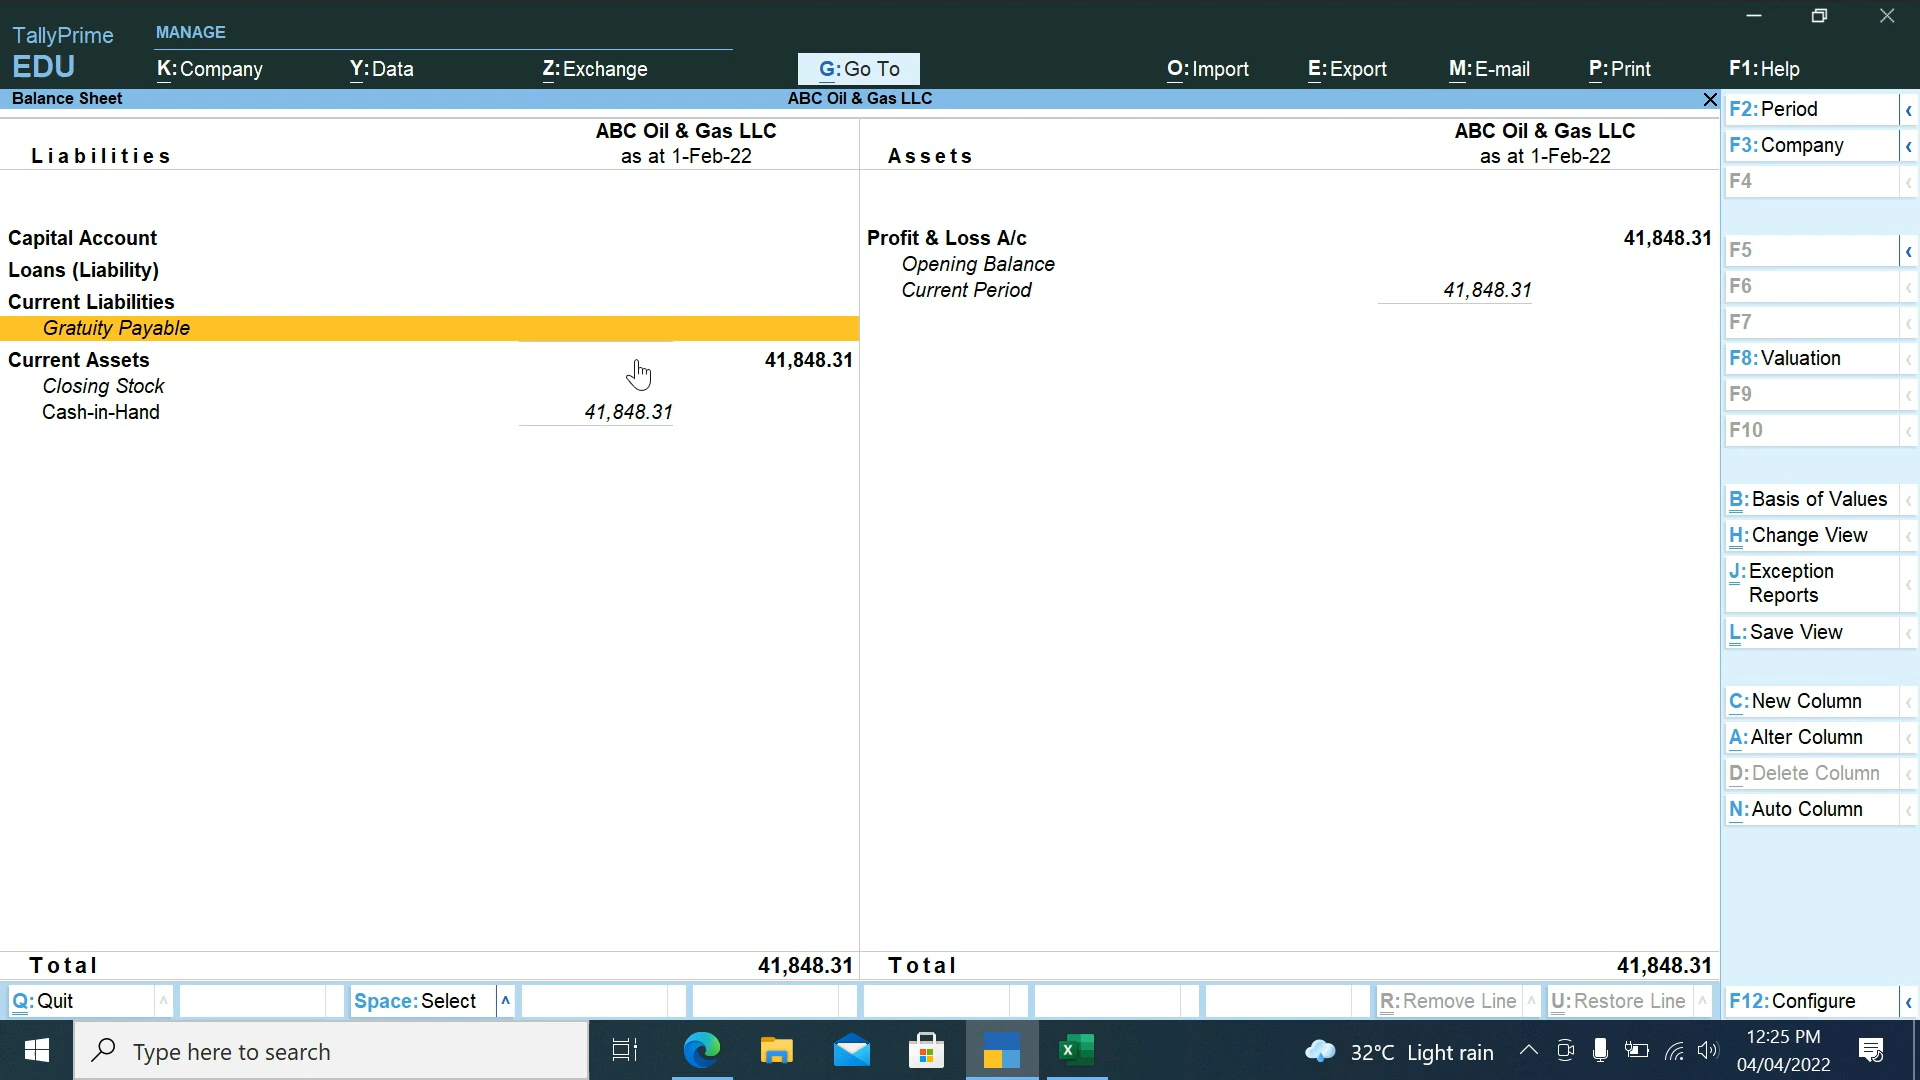 TallyPrime
EDU
MANAGE
K:Company
Y:Data
Z:Exchange
G:Go To
O:Import
E:Export
M:E-mail
P:Print
F1:Help
Balance Sheet
ABC Oil & Gas LLC
Liabilities
ABC Oil & Gas LLC
as at 1-Feb-22
Assets
ABC Oil & Gas LLC
as at 1-Feb-22
Capital Account
Loans (Liability)
Current Liabilities
Gratuity Payable
Current Assets 41,848.31
Closing Stock
Cash-in-Hand 41,848.31
Profit & Loss A/c 41,848.31
Opening Balance
Current Period 41,848.31
Total 41,848.31
Total 41,848.31
F2:Period
F3:Company
F4
F5
F6
F7
F8:Valuation
F9
F10
B:Basis of Values
H:Change View
J:Exception
Reports
L:Save View
C:New Column
A:Alter Column
D:Delete Column
N:Auto Column
Q:Quit
Space:Select
R:Remove Line
U:Restore Line
F12:Configure
Type here to search
32°C Light rain
12:25 PM
04/04/2022